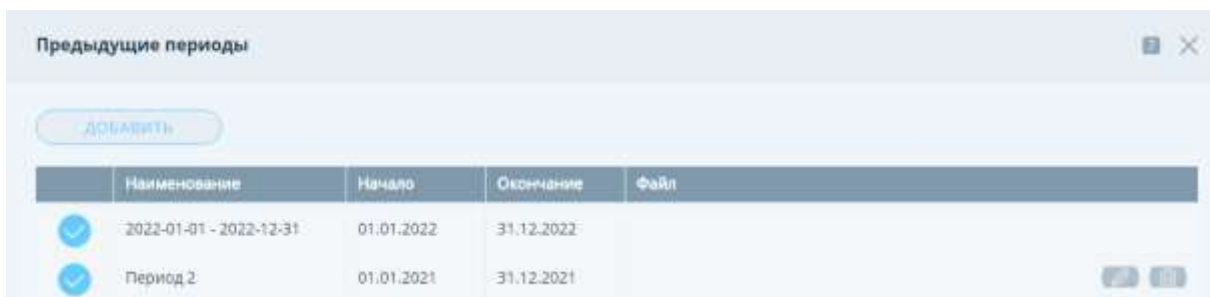 Предыдущие периоды
ДОБАВИТЬ
Наименование Начало Окончание Файл
2022-01-01 - 2022-12-31 01.01.2022 31.12.2022
Период 2 01.01.2021 31.12.2021